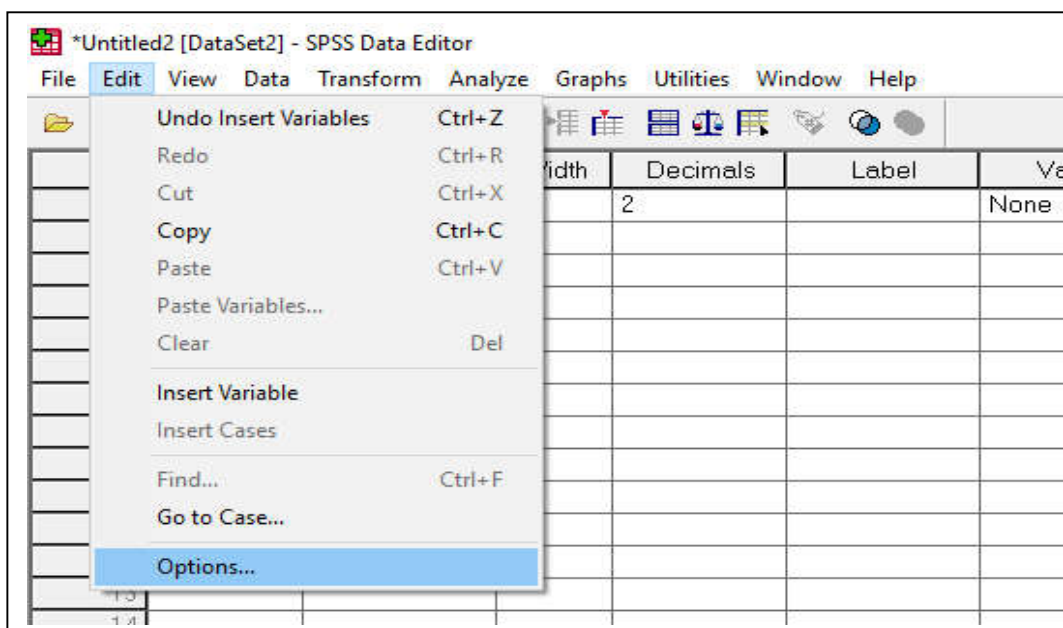 *Untitled2 [DataSet2] - SPSS Data Editor
File Edit View Data Transform Analyze Graphs Utilities Window Help
Undo Insert Variables Ctrl+Z
Redo Ctrl+R
Cut Ctrl+X
Copy Ctrl+C
Paste Ctrl+V
Paste Variables...
Clear Del
Insert Variable
Insert Cases
Find... Ctrl+F
Go to Case...
Options...
idth Decimals Label Va
2 None
13
14